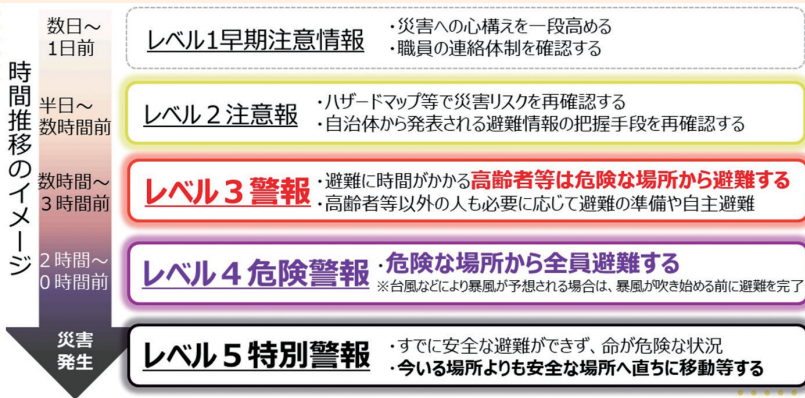 時間推移のイメージ
数日～
1日前
レベル1早期注意情報
・災害への心構えを一段高める
・職員の連絡体制を確認する
半日～
数時間前
レベル2注意報
・ハザードマップ等で災害リスクを再確認する
・自治体から発表される避難情報の把握手段を再確認する
数時間～
3時間前
レベル3警報
・避難に時間がかかる高齢者等は危険な場所から避難する
・高齢者等以外の人も必要に応じて避難の準備や自主避難
2時間～
0時間前
レベル4危険警報
・危険な場所から全員避難する
※台風などにより暴風が予想される場合は、暴風が吹き始める前に避難を完了
災害
発生
レベル5特別警報
・すでに安全な避難ができず、命が危険な状況
・今いる場所よりも安全な場所へ直ちに移動等する